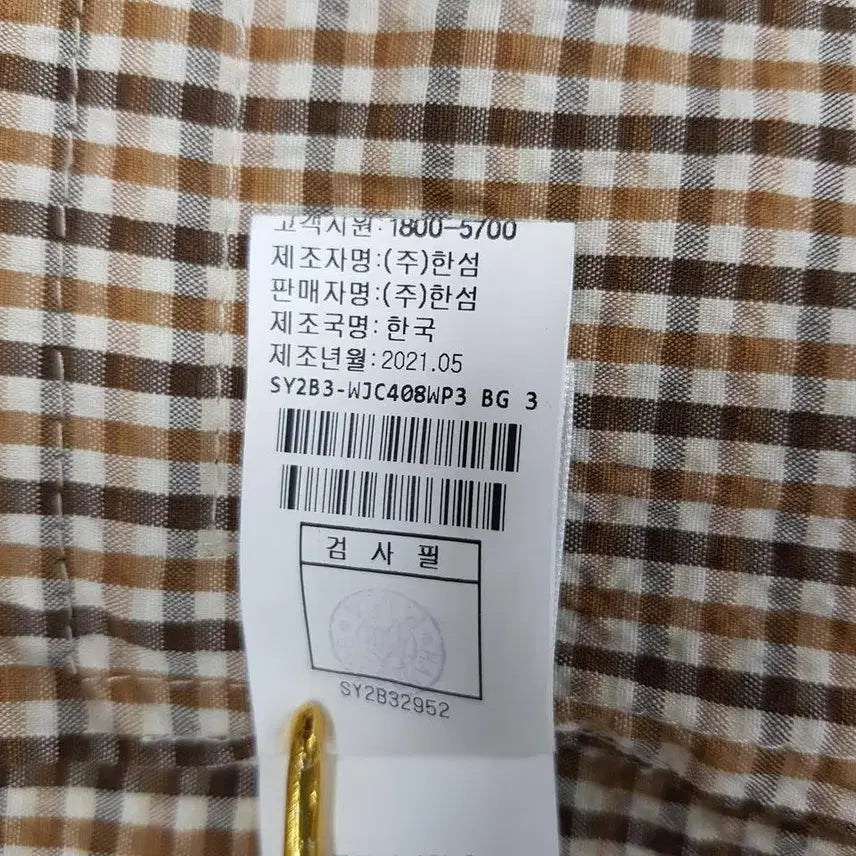 고객지원:1800-5700
제조자명:(주)한섬
판매자명:(주)한섬
제조국명: 한국
제조년월:2021.05
SY2B3-WJC408WP3 BG 3
검 사 필
SY2B32952